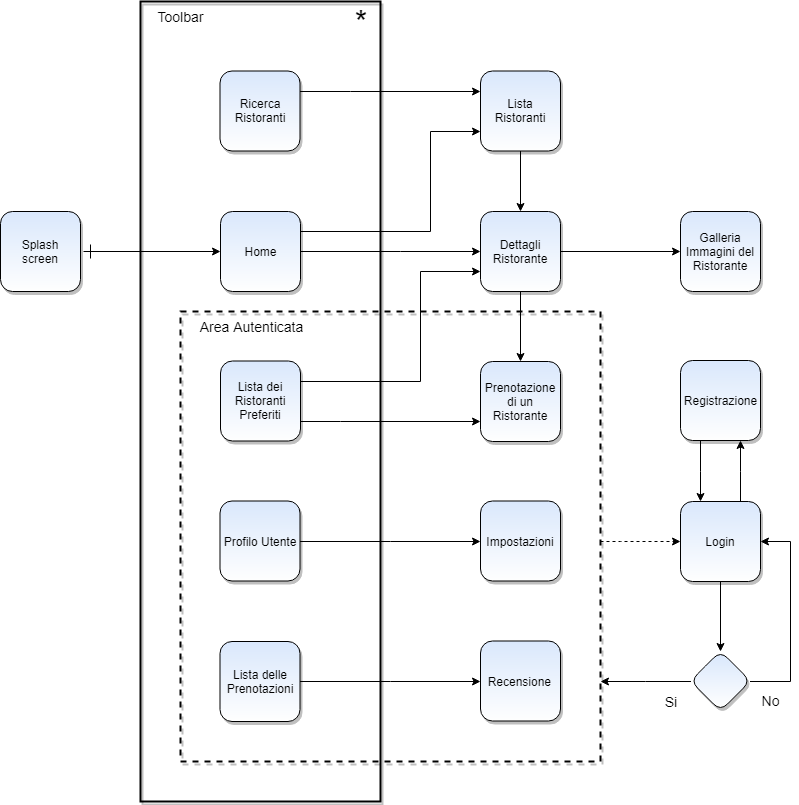 Toolbar
*
Ricerca
Ristoranti
Lista
Ristoranti
Splash
screen
Home
Dettagli
Ristorante
Galleria
Immagini del
Ristorante
Area Autenticata
Lista dei
Ristoranti
Preferiti
Prenotazione
di un
Ristorante
Registrazione
Profilo Utente
Impostazioni
Login
Lista delle
Prenotazioni
Recensione
Si
No